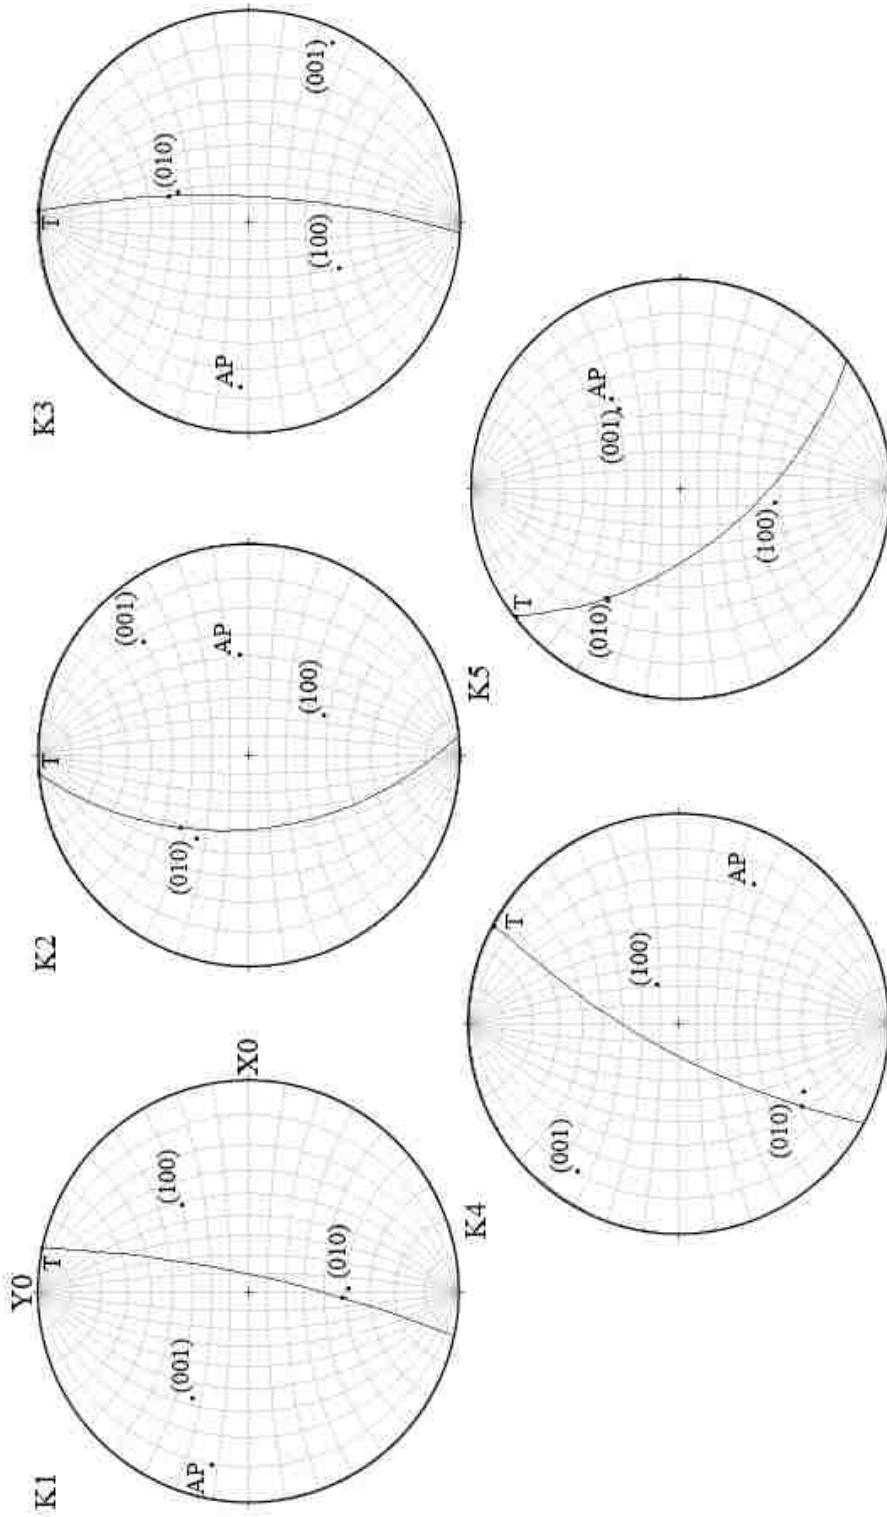 K1
Y0
X0
T
AP
(001)
(100)
(010)
K2
T
(001)
AP
(010)
(100)
K3
T
(010)
(001)
AP
(100)
K4
T
(001)
(100)
AP
(010)
K5
T
(010)
(001)
AP
(100)